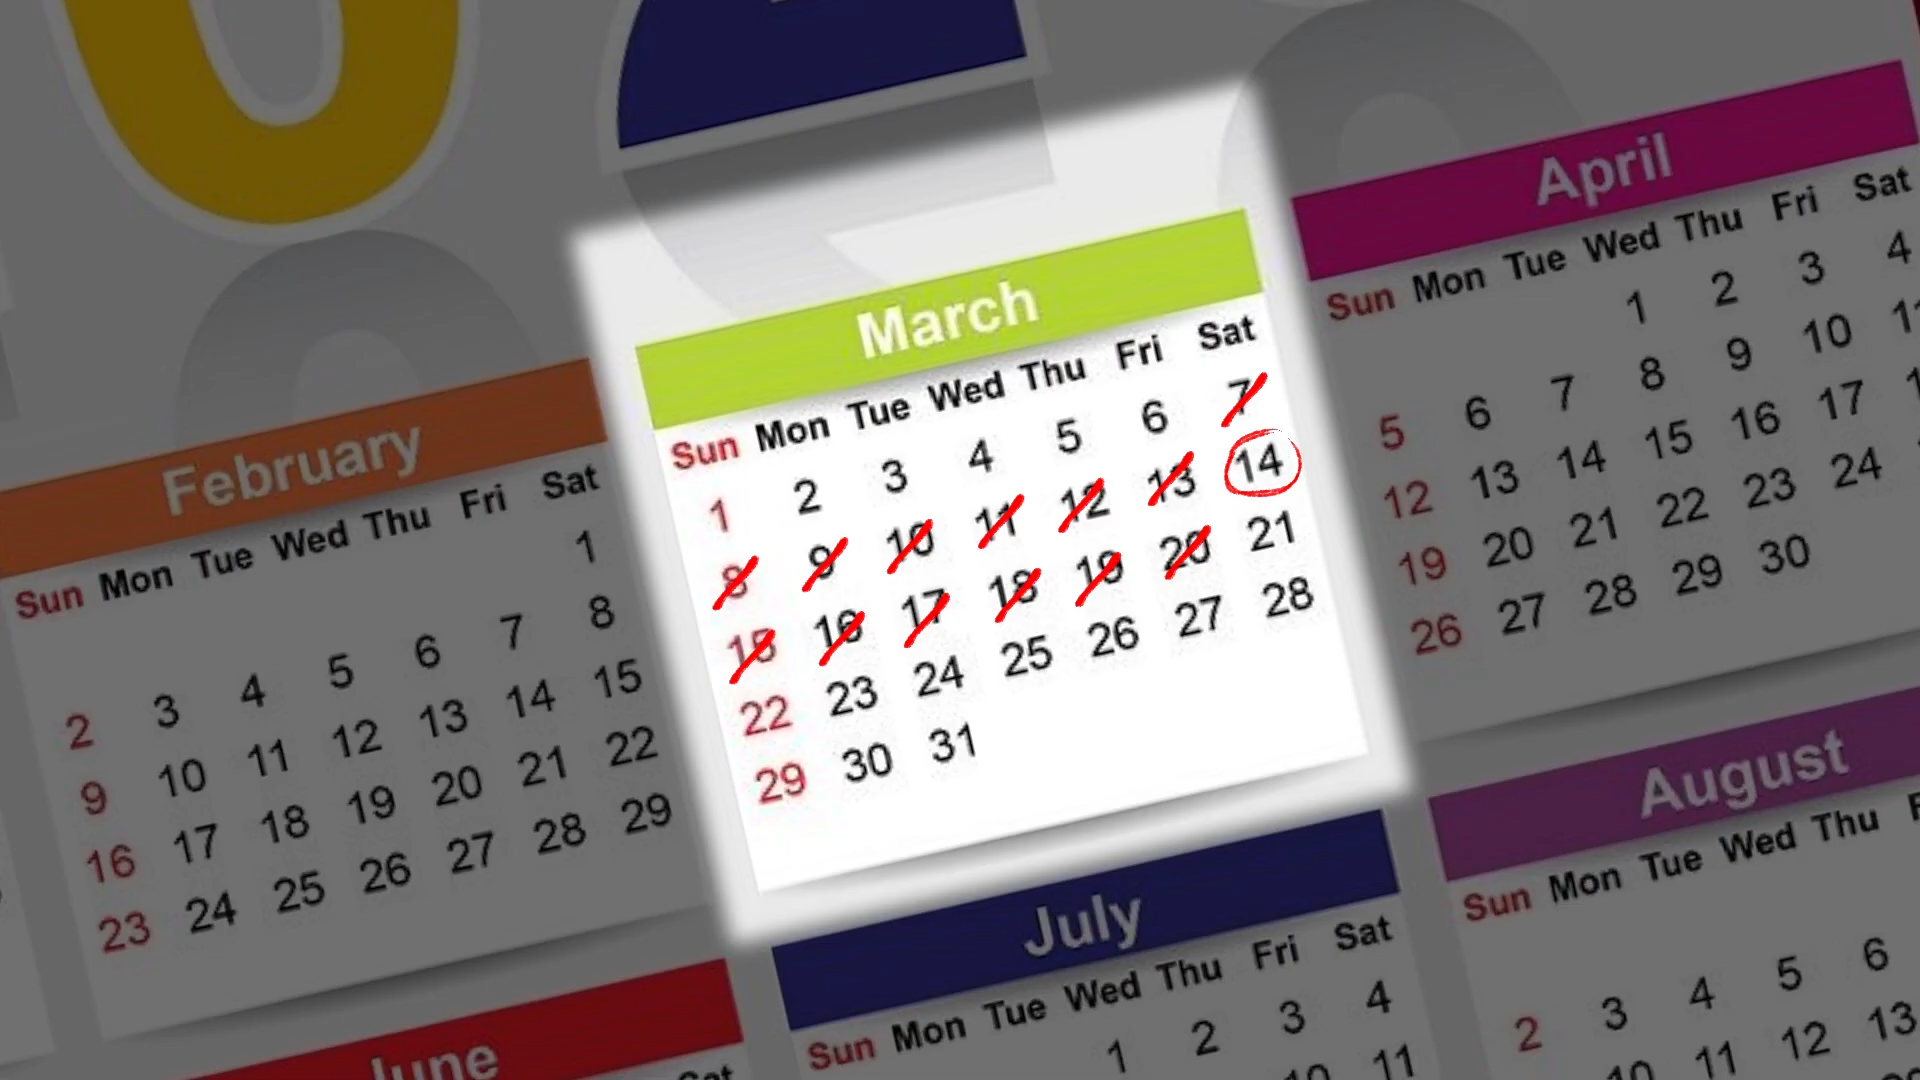 March
Sun Mon Tue Wed Thu Fri Sat
1 2 3 4 5 6 7
8 9 10 11 12 13 14
15 16 17 18 19 20 21
22 23 24 25 26 27 28
29 30 31
February
Sun Mon Tue Wed Thu Fri Sat
1
2 3 4 5 6 7 8
9 10 11 12 13 14 15
16 17 18 19 20 21 22
23 24 25 26 27 28 29
April
Sun Mon Tue Wed Thu Fri Sat
1 2 3 4
5 6 7 8 9 10 11
12 13 14 15 16 17
19 20 21 22 23 24
26 27 28 29 30
June
Sat
July
Sun Mon Tue Wed Thu Fri Sat
1 2 3 4
10 11
August
Sun Mon Tue Wed Thu
2 3 4 5 6
10 11 12 13